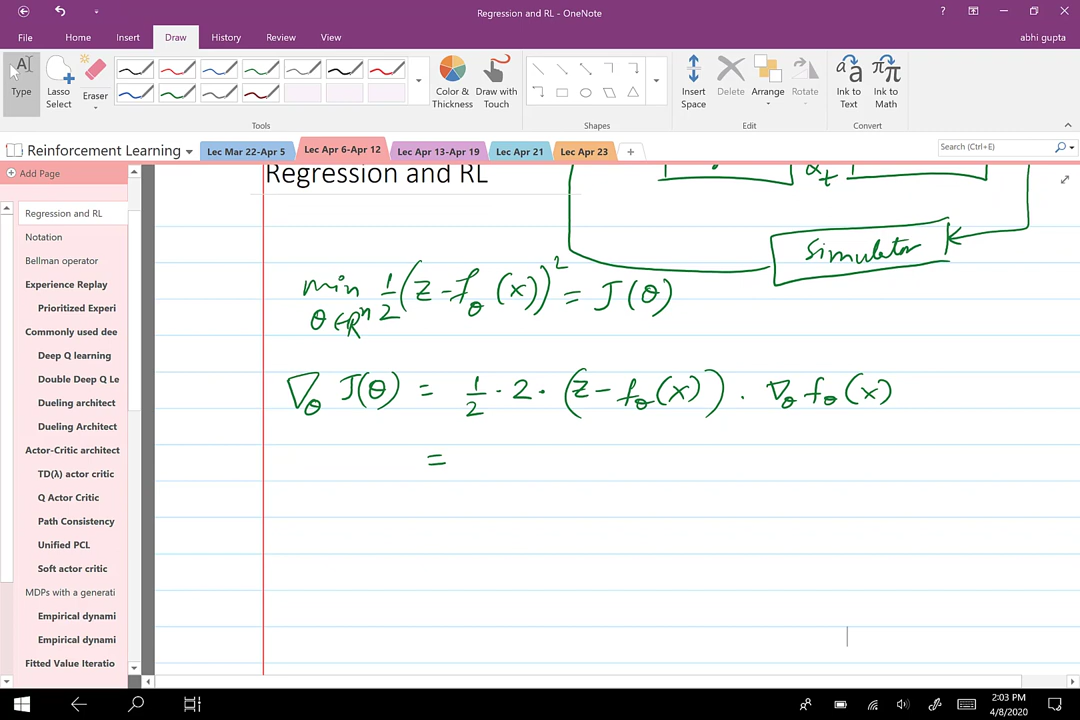 Regression and RL - OneNote
?
File
Home
Insert
Draw
History
Review
View
abhi gupta
Type
Lasso Select
Eraser
Color & Thickness
Draw with Touch
Insert Space
Delete
Arrange
Rotate
Ink to Text
Ink to Math
Tools
Shapes
Edit
Convert
Reinforcement Learning
Lec Mar 22-Apr 5
Lec Apr 6-Apr 12
Lec Apr 13-Apr 19
Lec Apr 21
Lec Apr 23
+
Search (Ctrl+E)
Add Page
Regression and RL
Notation
Bellman operator
Experience Replay
Prioritized Experi
Commonly used dee
Deep Q learning
Double Deep Q Le
Dueling architect
Dueling Architect
Actor-Critic architect
TD(λ) actor critic
Q Actor Critic
Path Consistency
Unified PCL
Soft actor critic
MDPs with a generati
Empirical dynami
Empirical dynami
Fitted Value Iteratio
Regression and RL
α_t
Simulator
min_{θ∈R^n} 1/2 (z - f_θ(x))^2 = J(θ)
∇_θ J(θ) = 1/2 · 2 · (z - f_θ(x)) · ∇_θ f_θ(x)
=
2:03 PM
4/8/2020